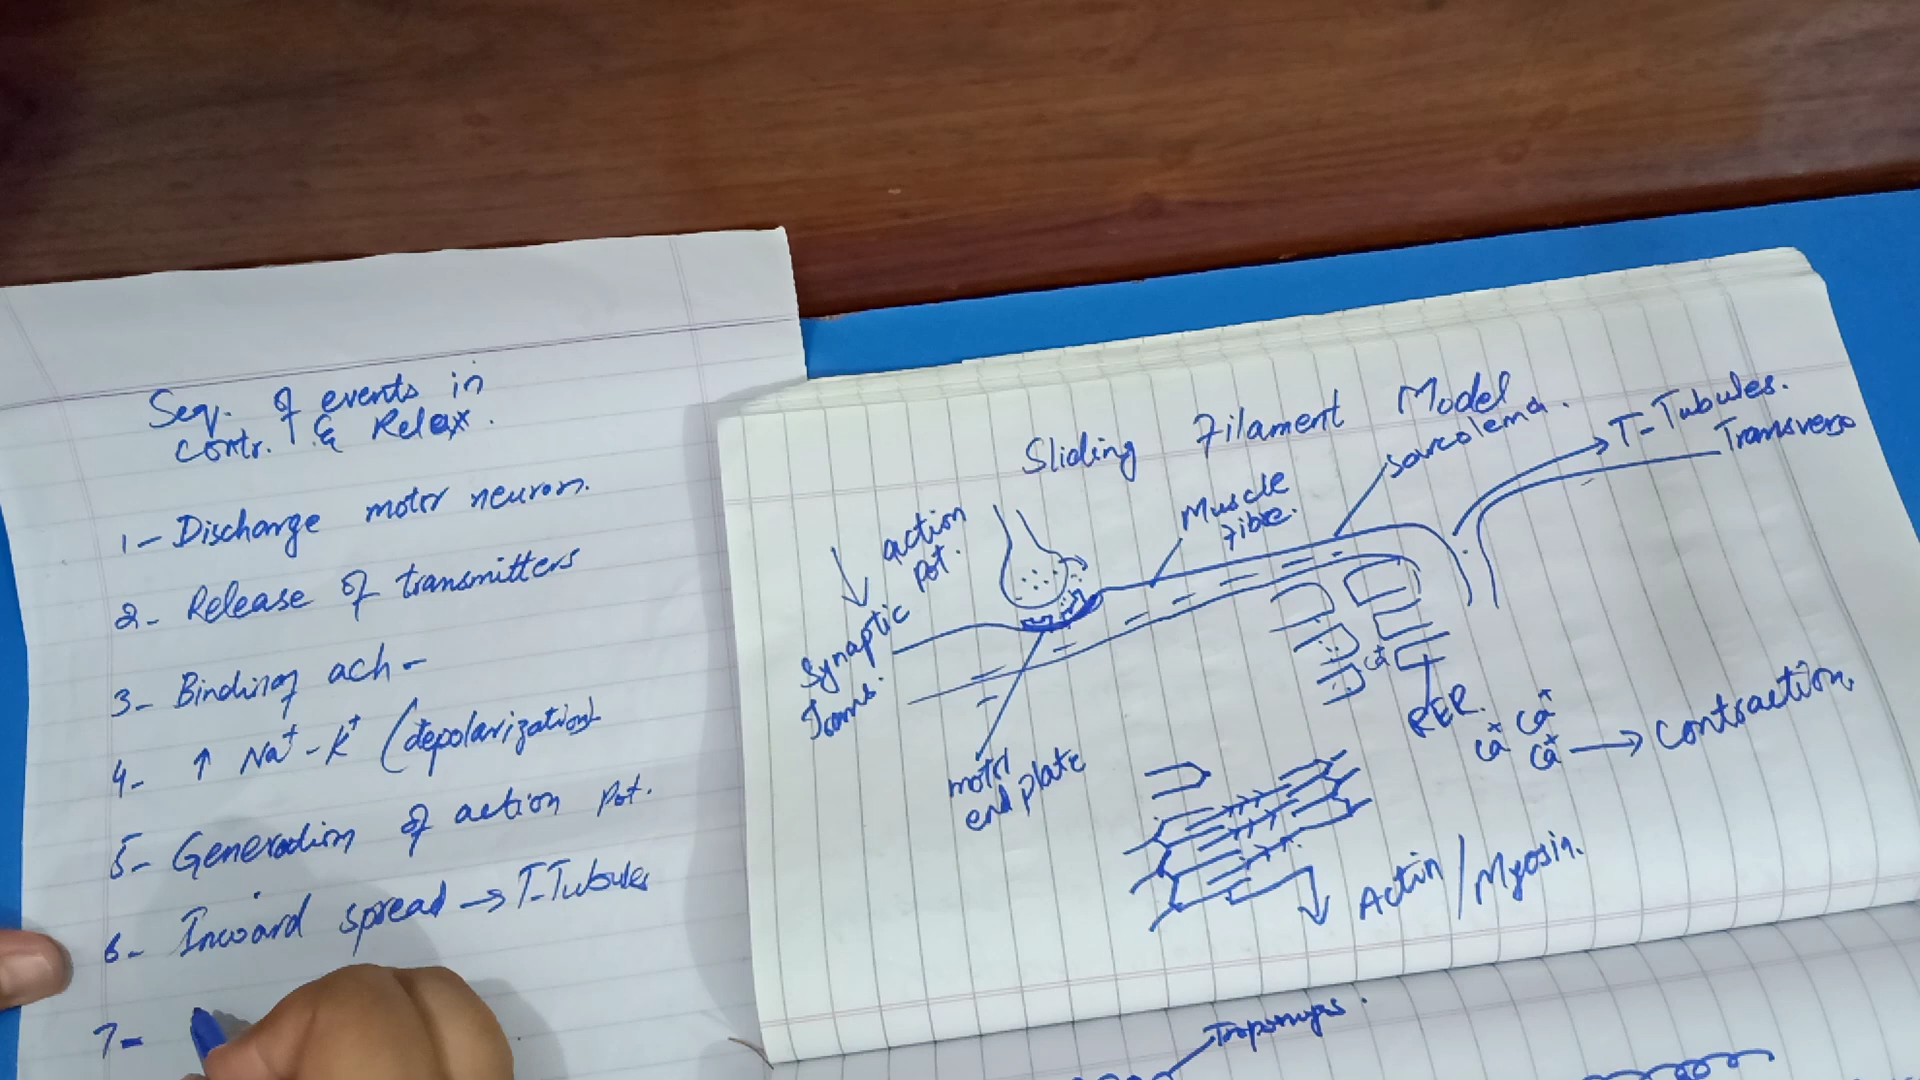 Seq. of events in
contr. & Relax.
1- Discharge motor neuron.
2- Release of transmitters
3- Binding ach -
4- ↑ Na+ - K+ (depolarization)
5- Generation of action Pot.
6- Inward spread → T-Tubules
7-
Sliding Filament Model
action
Pot.
Synaptic
Trans.
Muscle
Fibre.
Sarcolema.
T-Tubules.
Transverse
motor
end plate
Ca+
RER.
Ca+ Ca+
Ca+ → Contraction
Actin / Myosin.